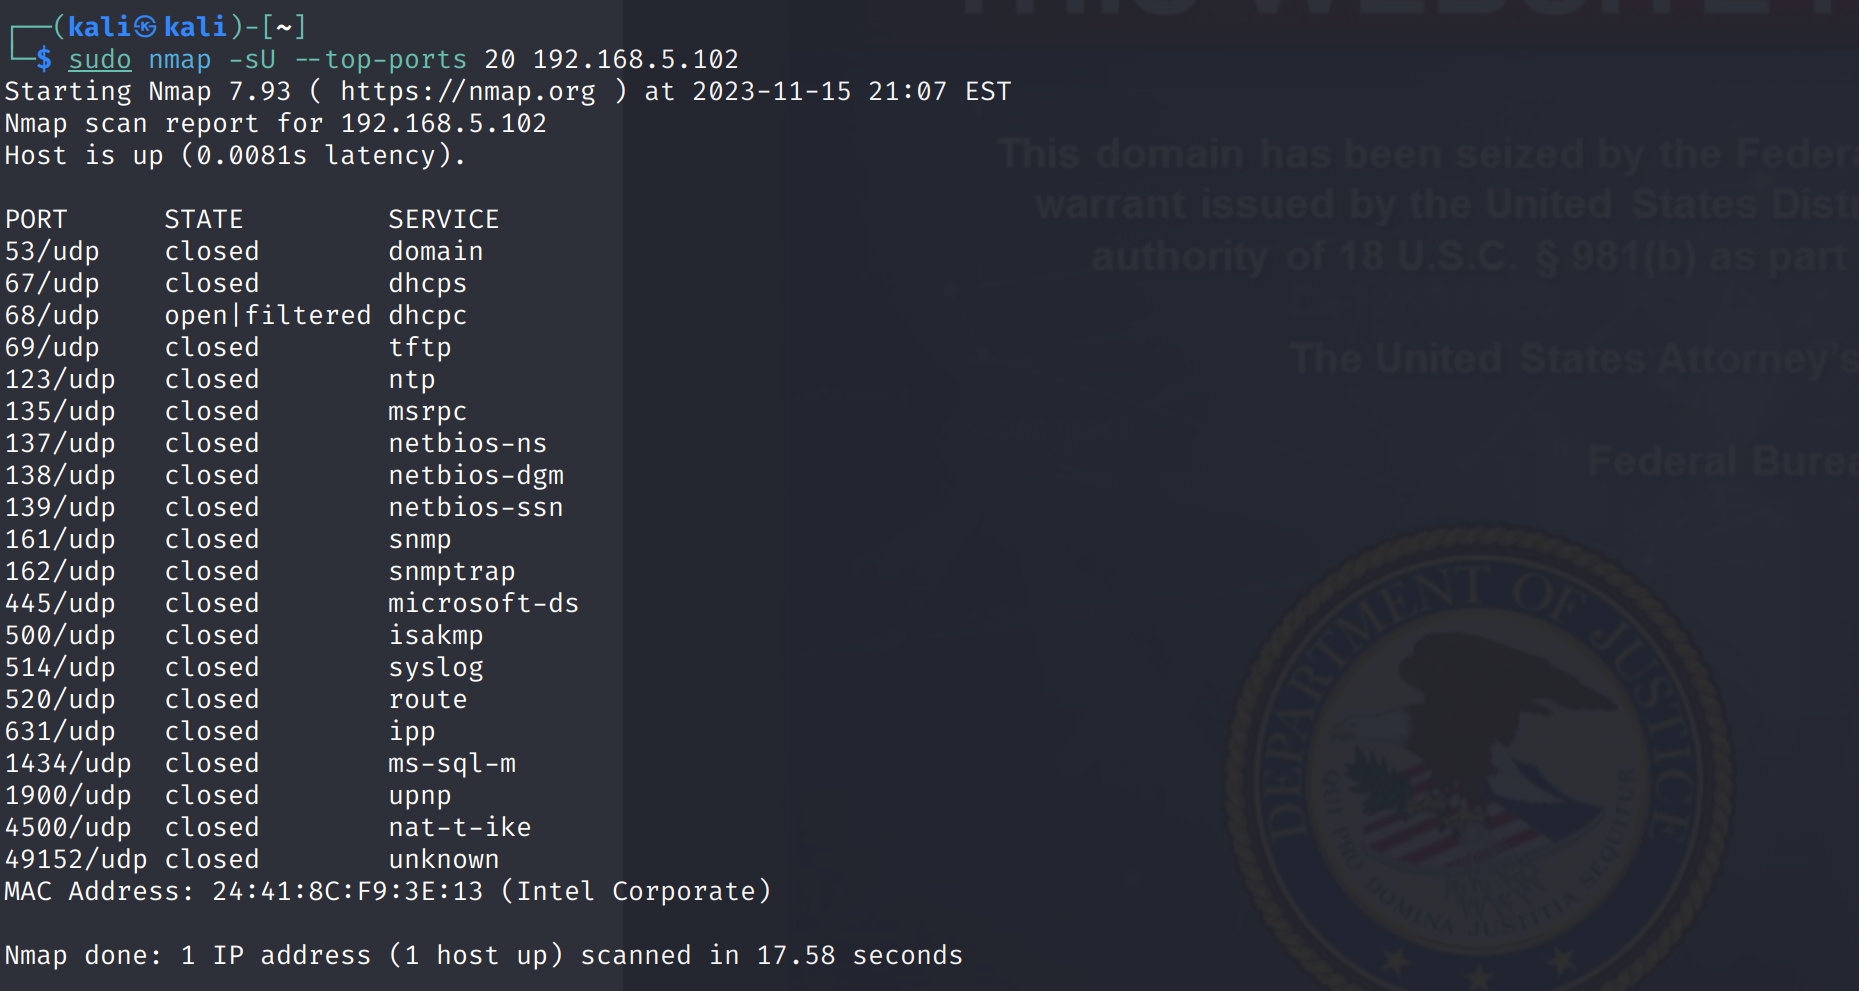 ┌──(kali㉿kali)-[~]
└─$ sudo nmap -sU --top-ports 20 192.168.5.102
Starting Nmap 7.93 ( https://nmap.org ) at 2023-11-15 21:07 EST
Nmap scan report for 192.168.5.102
Host is up (0.0081s latency).
PORT      STATE         SERVICE
53/udp    closed        domain
67/udp    closed        dhcps
68/udp    open|filtered dhcpc
69/udp    closed        tftp
123/udp   closed        ntp
135/udp   closed        msrpc
137/udp   closed        netbios-ns
138/udp   closed        netbios-dgm
139/udp   closed        netbios-ssn
161/udp   closed        snmp
162/udp   closed        snmptrap
445/udp   closed        microsoft-ds
500/udp   closed        isakmp
514/udp   closed        syslog
520/udp   closed        route
631/udp   closed        ipp
1434/udp  closed        ms-sql-m
1900/udp  closed        upnp
4500/udp  closed        nat-t-ike
49152/udp closed        unknown
MAC Address: 24:41:8C:F9:3E:13 (Intel Corporate)
Nmap done: 1 IP address (1 host up) scanned in 17.58 seconds
THIS WEBSITE
This domain has been seized by the Federa
warrant issued by the United States Distr
authority of 18 U.S.C. § 981(b) as part
The United States Attorney's
Federal Burea
DEPARTMENT OF JUSTICE
QUI PRO DOMINA JUSTITIA SEQUITUR